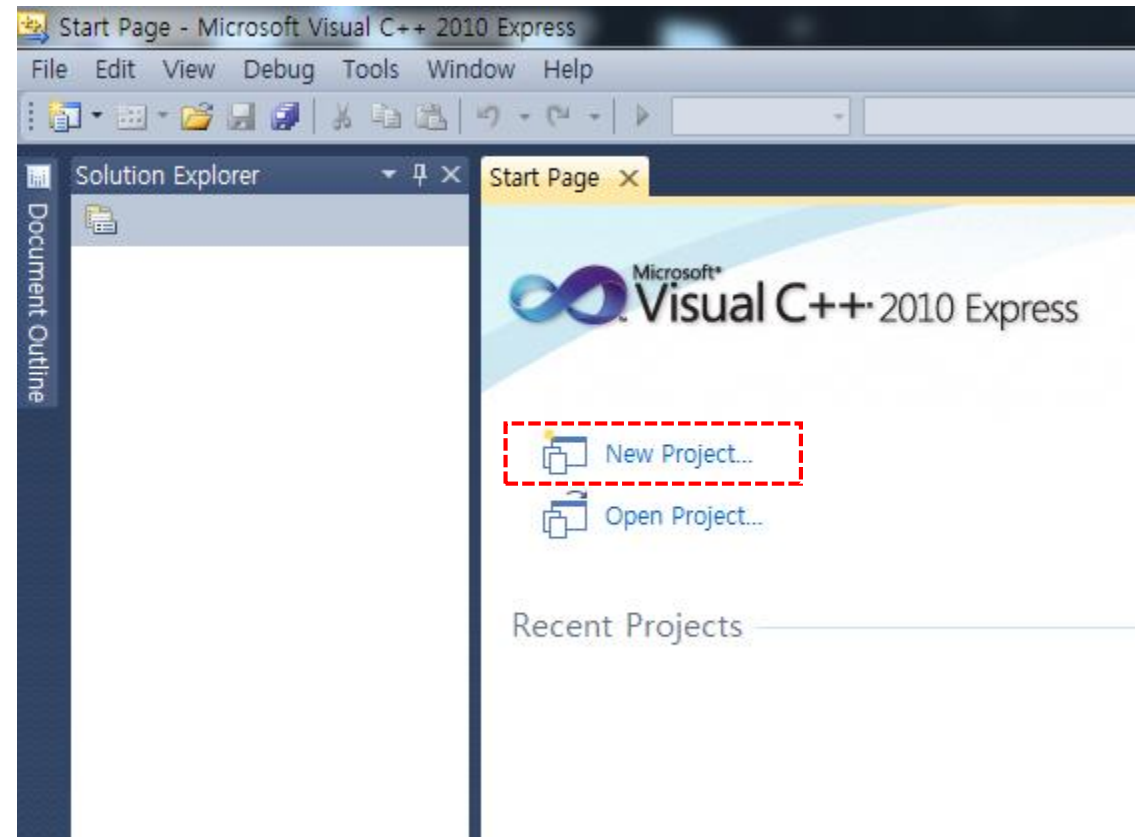 Start Page - Microsoft Visual C++ 2010 Express
File Edit View Debug Tools Window Help
Document Outline
Solution Explorer
Start Page
Microsoft®
Visual C++ 2010 Express
New Project...
Open Project...
Recent Projects